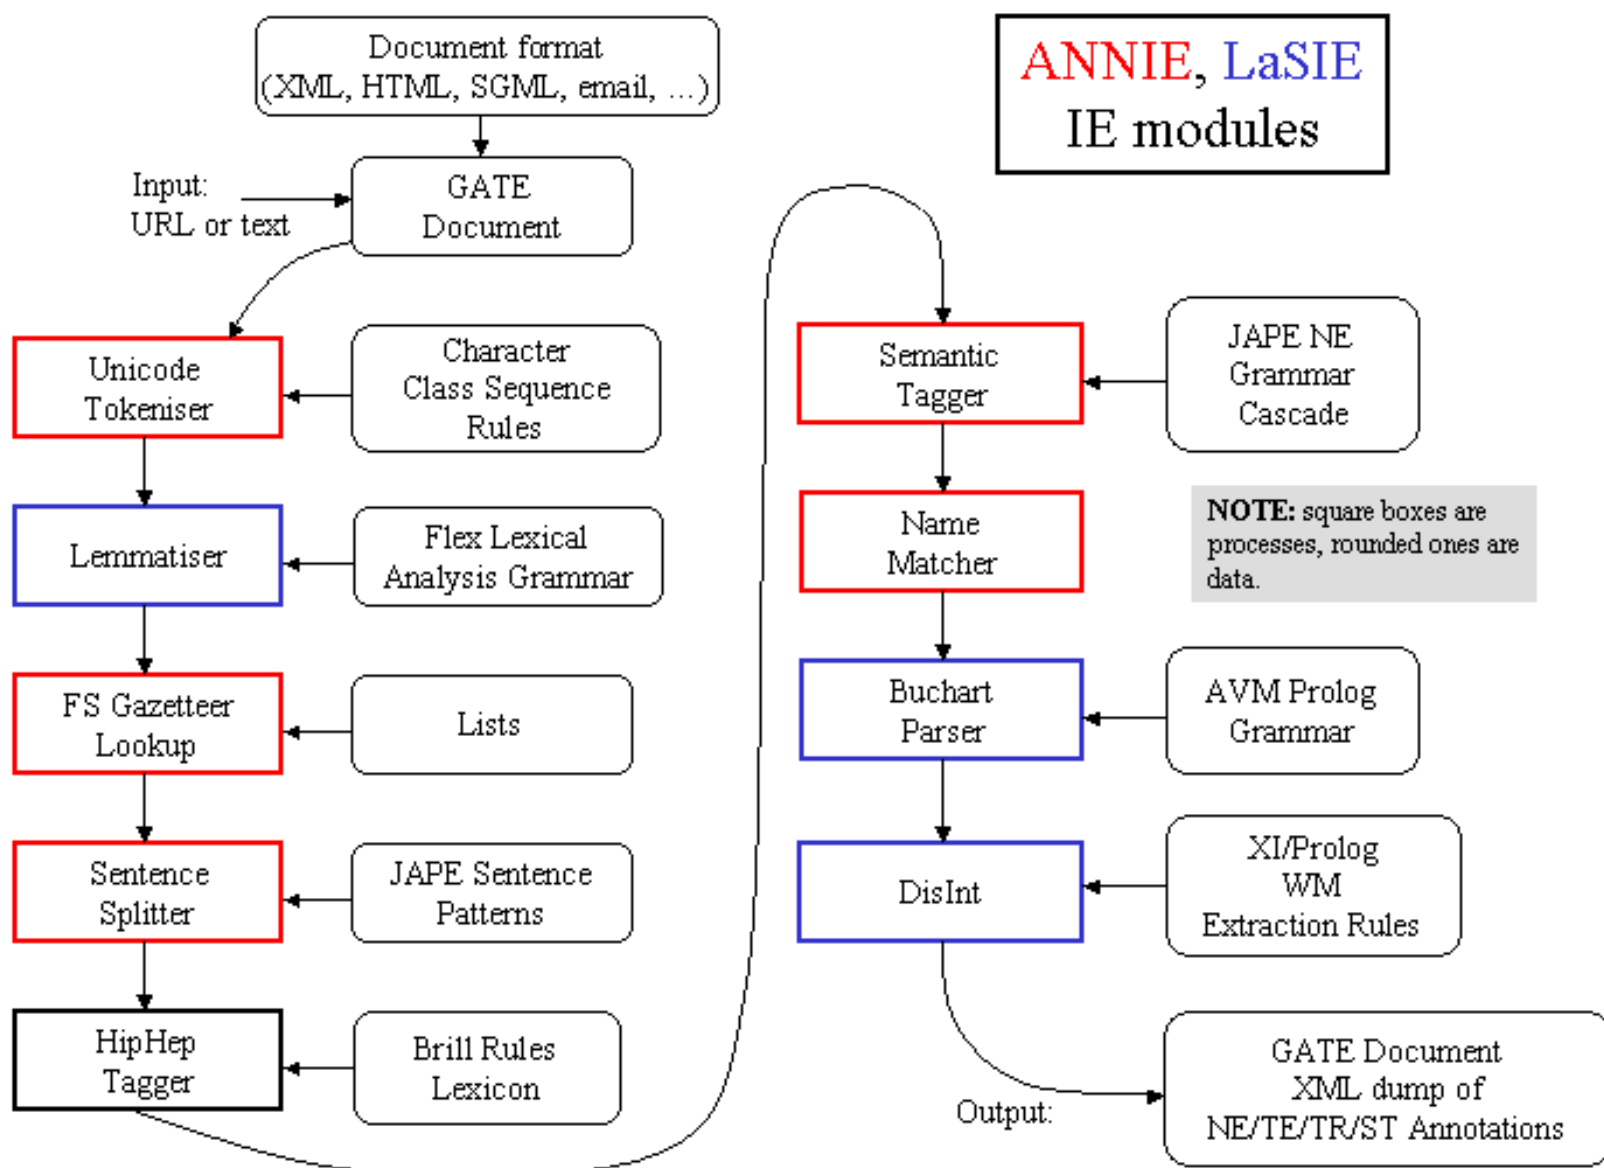 Document format
(XML, HTML, SGML, email, …)
ANNIE, LaSIE
IE modules
Input:
URL or text
GATE
Document
Unicode
Tokeniser
Character
Class Sequence
Rules
Lemmatiser
Flex Lexical
Analysis Grammar
FS Gazetteer
Lookup
Lists
Sentence
Splitter
JAPE Sentence
Patterns
HipHep
Tagger
Brill Rules
Lexicon
Semantic
Tagger
JAPE NE
Grammar
Cascade
Name
Matcher
NOTE: square boxes are
processes, rounded ones are
data.
Buchart
Parser
AVM Prolog
Grammar
DisInt
XI/Prolog
WM
Extraction Rules
Output:
GATE Document
XML dump of
NE/TE/TR/ST Annotations